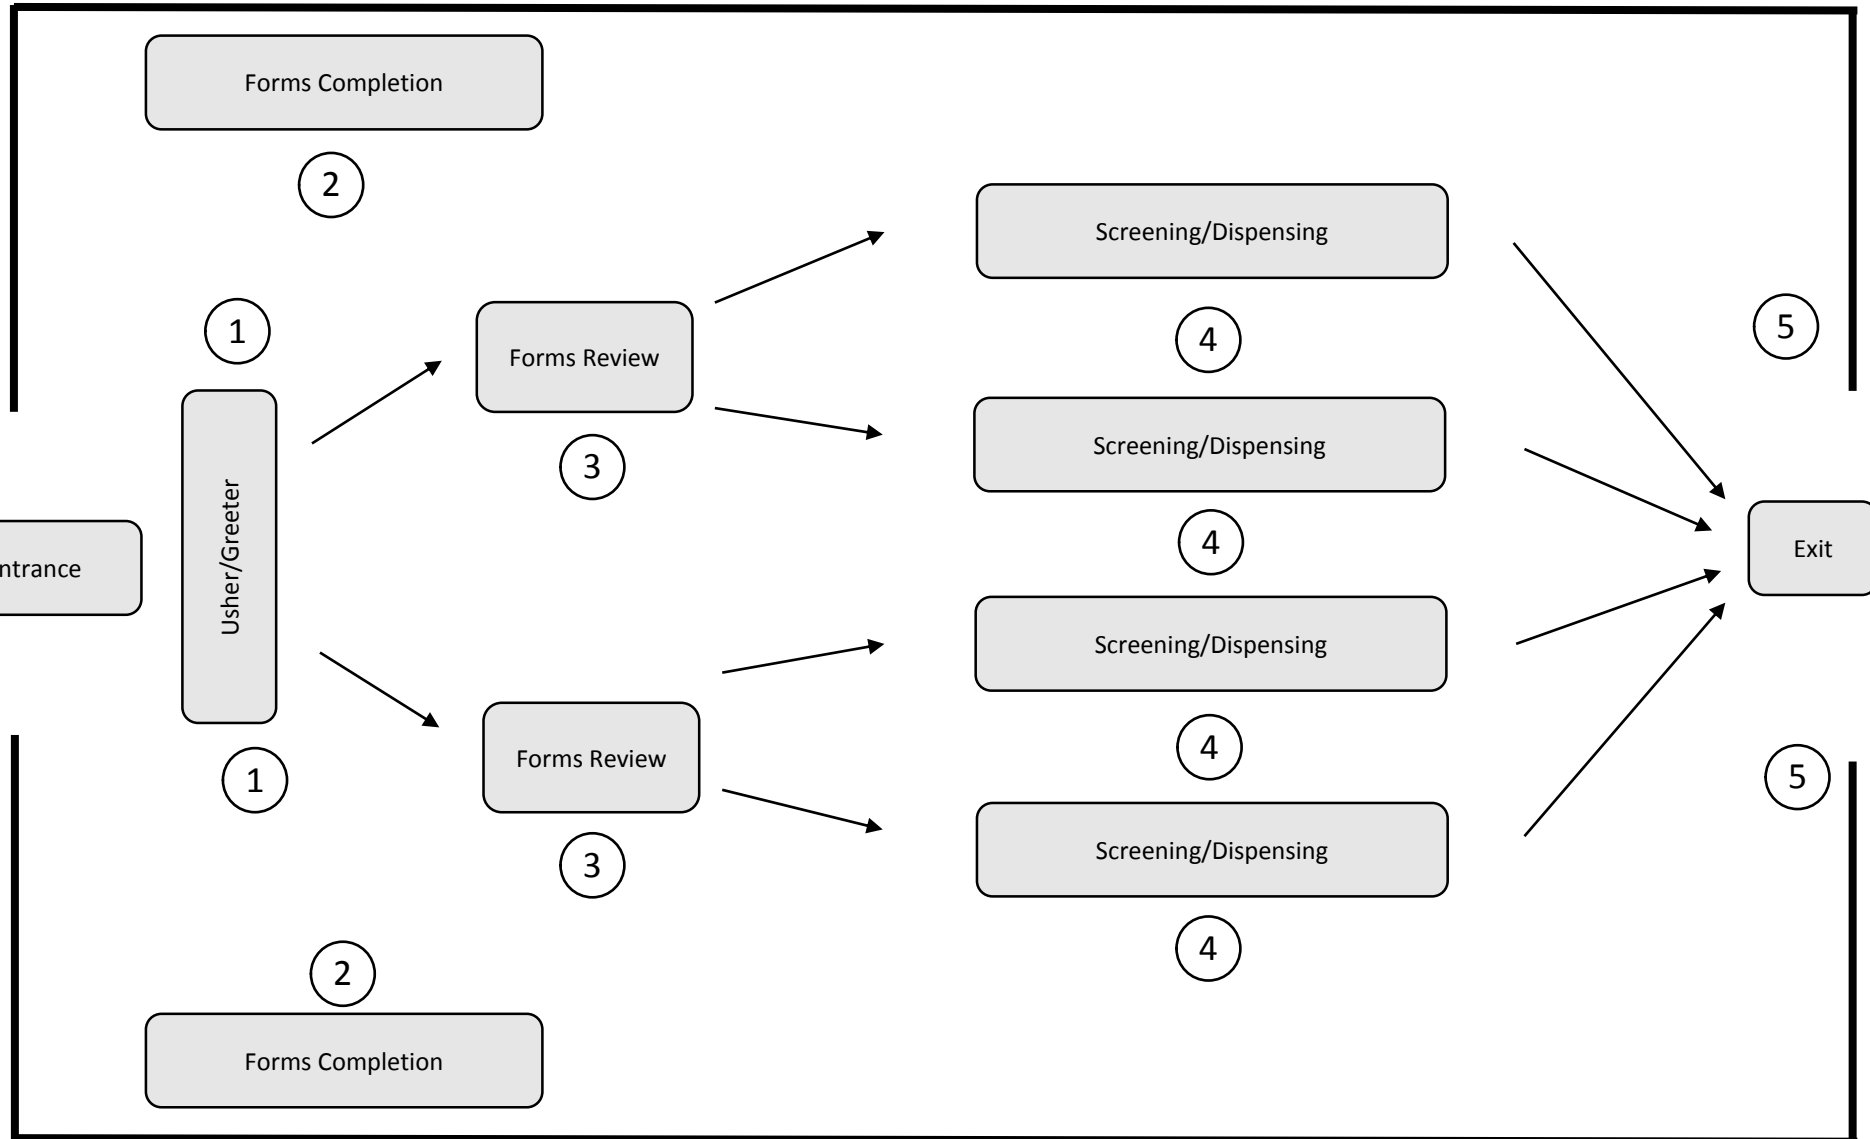 Forms Completion
2
Screening/Dispensing
1
Forms Review
4
5
3
Screening/Dispensing
Usher/Greeter
ntrance
4
Exit
Screening/Dispensing
1
Forms Review
4
5
3
Screening/Dispensing
2
4
Forms Completion